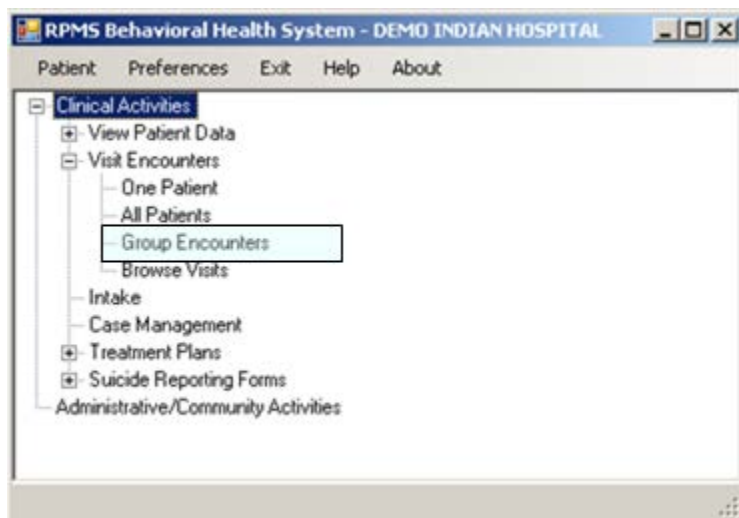 RPMS Behavioral Health System - DEMO INDIAN HOSPITAL
Patient Preferences Exit Help About
Clinical Activities
View Patient Data
Visit Encounters
One Patient
All Patients
Group Encounters
Browse Visits
Intake
Case Management
Treatment Plans
Suicide Reporting Forms
Administrative/Community Activities